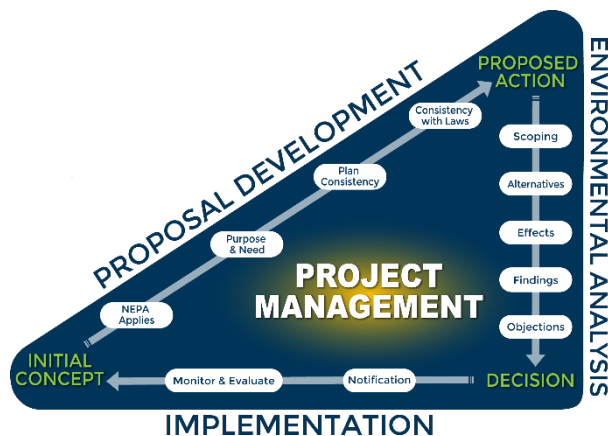 PROPOSAL DEVELOPMENT
ENVIRONMENTAL ANALYSIS
IMPLEMENTATION
PROJECT
MANAGEMENT
INITIAL
CONCEPT
NEPA
Applies
Purpose
& Need
Plan
Consistency
Consistency
with Laws
PROPOSED
ACTION
Scoping
Alternatives
Effects
Findings
Objections
DECISION
Notification
Monitor & Evaluate